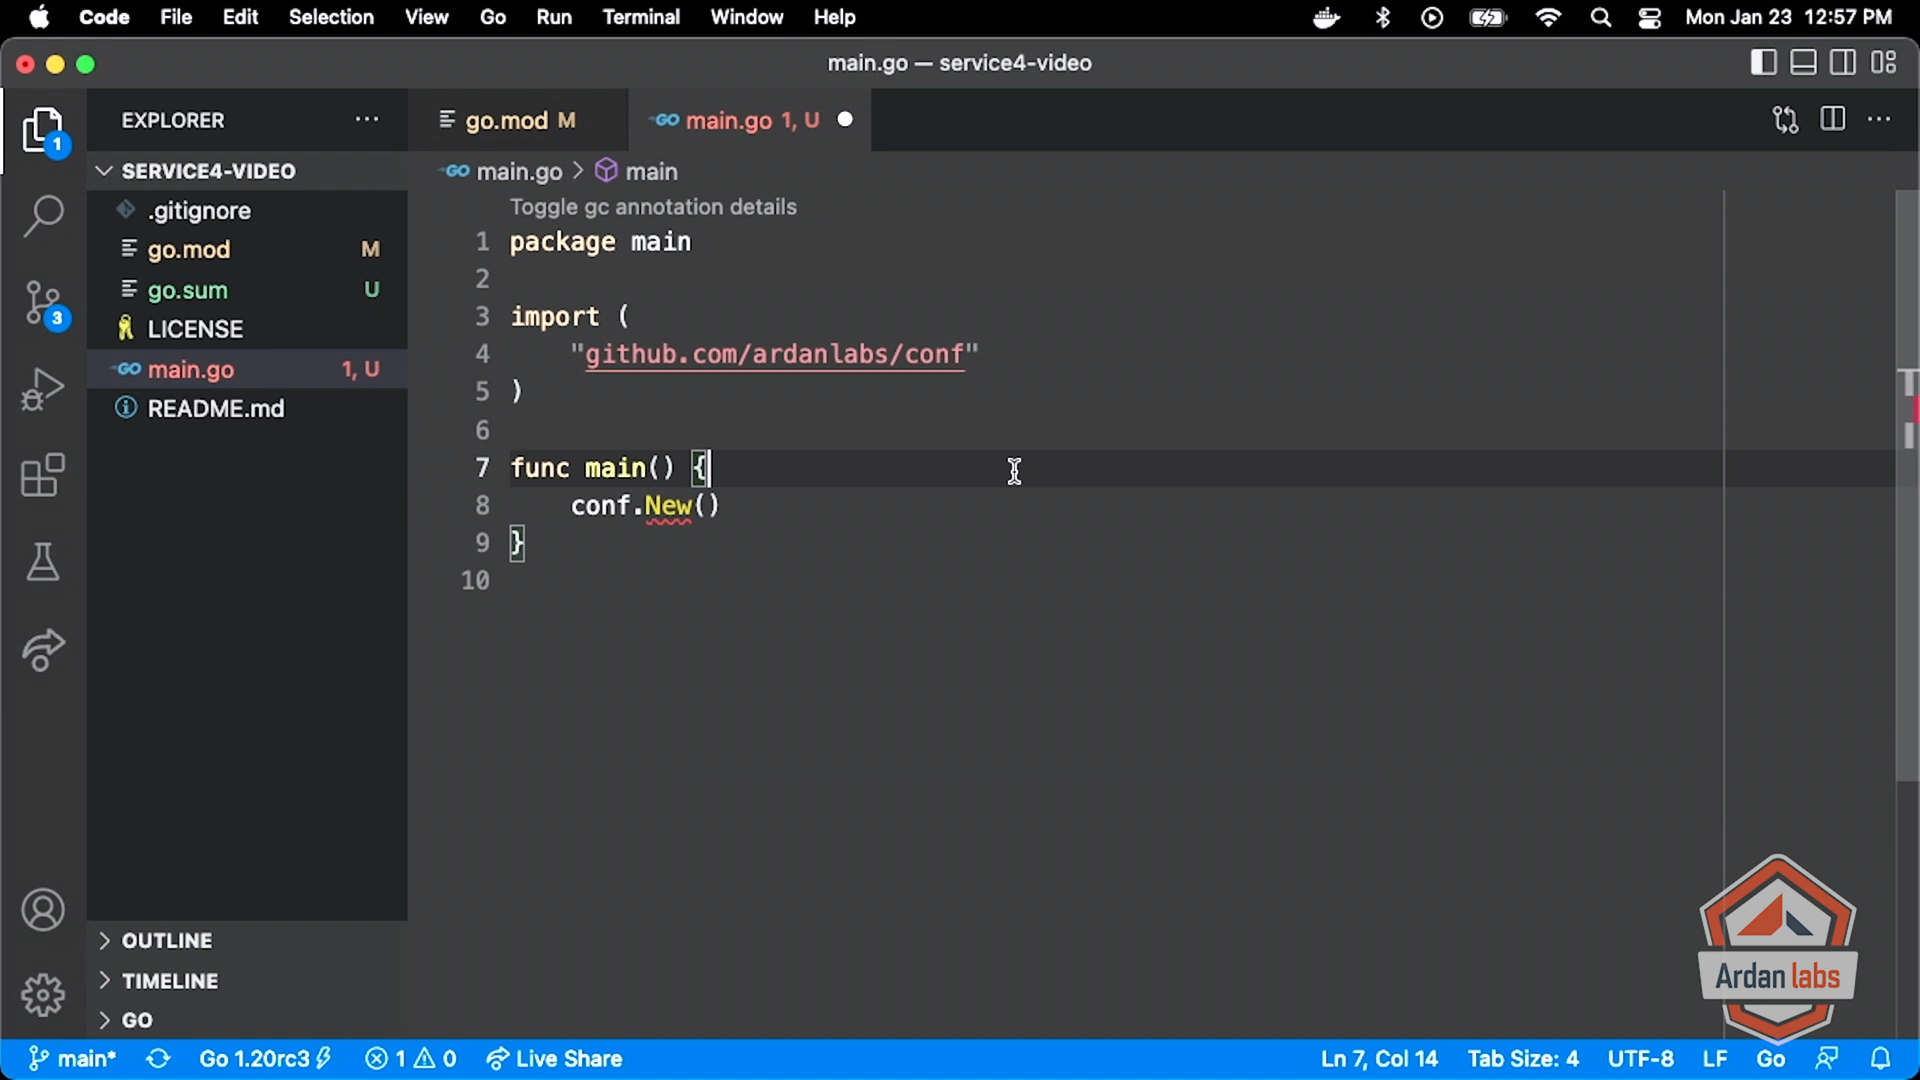 Code File Edit Selection View Go Run Terminal Window Help Mon Jan 23 12:57 PM
main.go — service4-video
EXPLORER
SERVICE4-VIDEO
.gitignore
go.mod M
go.sum U
LICENSE
main.go 1, U
README.md
OUTLINE
TIMELINE
GO
1
3
go.mod M
GO main.go 1, U
GO main.go > main
Toggle gc annotation details
1 package main
2
3 import (
4 "github.com/ardanlabs/conf"
5 )
6
7 func main() {
8 conf.New()
9 }
10
Ardan labs
main* Go 1.20rc3 1 0 Live Share Ln 7, Col 14 Tab Size: 4 UTF-8 LF Go